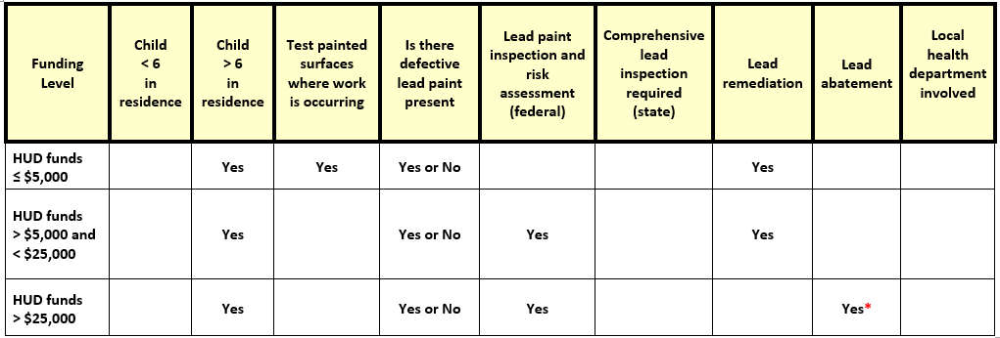 Funding
Level
Child
< 6
in
residence
Child
> 6
in
residence
Test painted
surfaces
where work
is occurring
Is there
defective
lead paint
present
Lead paint
inspection and
risk
assessment
(federal)
Comprehensive
lead
inspection
required
(state)
Lead
remediation
Lead
abatement
Local
health
department
involved
HUD funds
≤ $5,000
Yes
Yes
Yes or No
Yes
HUD funds
> $5,000 and
< $25,000
Yes
Yes or No
Yes
Yes
HUD funds
> $25,000
Yes
Yes or No
Yes
Yes*